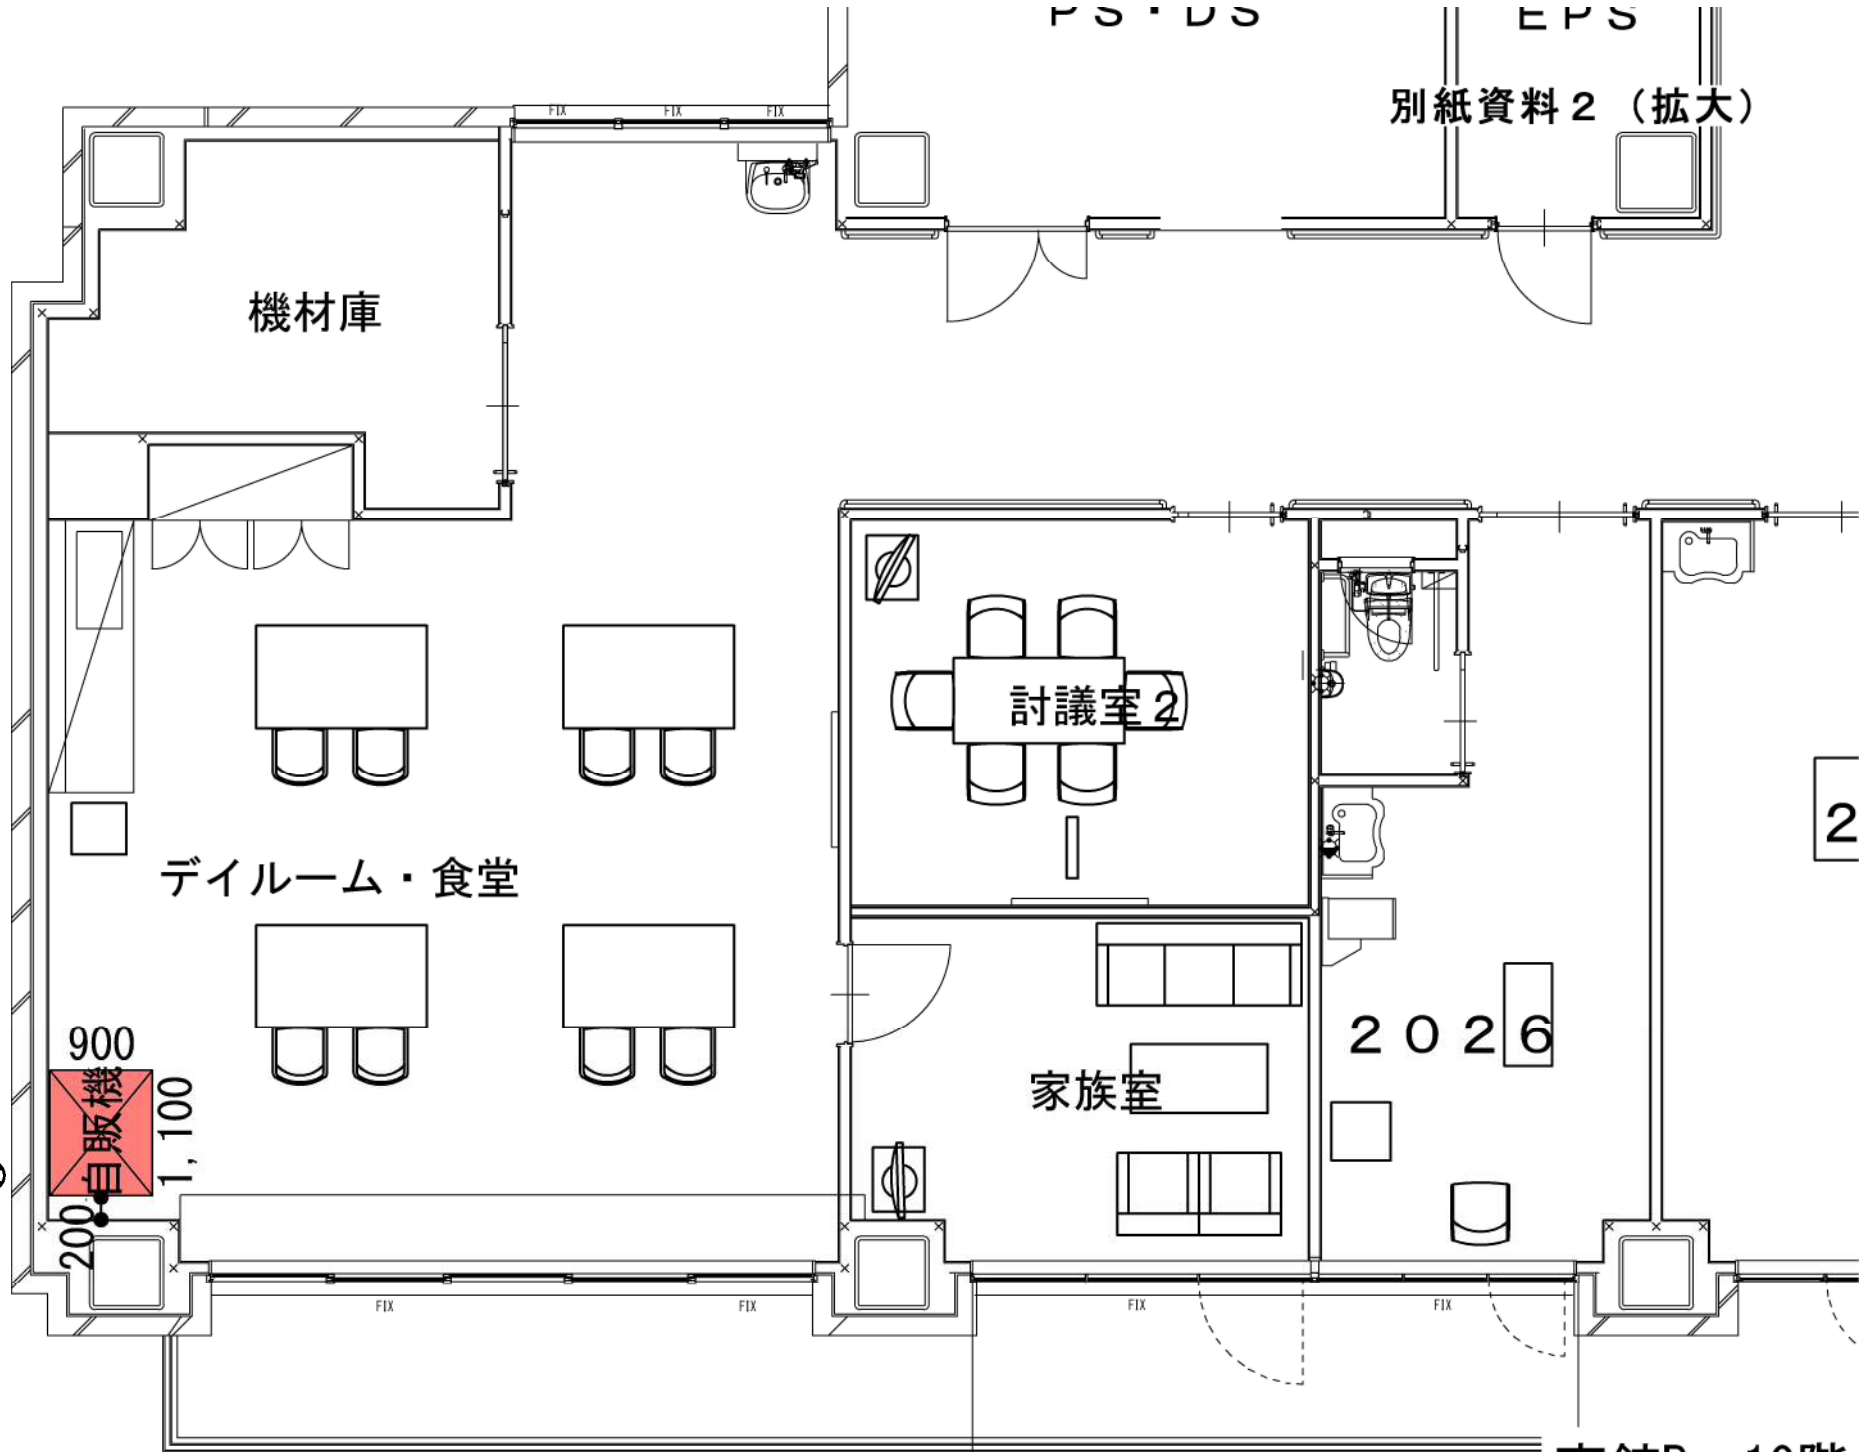 PS・DS
EPS
別紙資料２（拡大）
FIX
FIX
FIX
機材庫
討議室２
デイルーム・食堂
2
900
自販機
1,100
200
2026
家族室
FIX
FIX
FIX
FIX